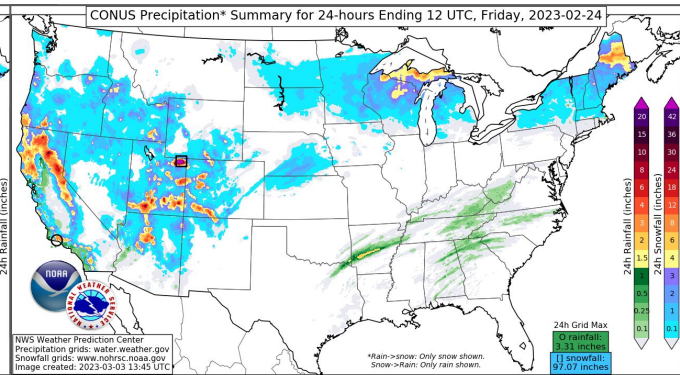 CONUS Precipitation* Summary for 24-hours Ending 12 UTC, Friday, 2023-02-24
24h Rainfall (inches)
24h Rainfall (inches)
20
15
10
8
6
4
3
2
1.5
1
0.5
0.25
0.1
24h Snowfall (inches)
42
36
30
24
18
12
8
6
4
3
2
1
0.1
NOAA
NATIONAL WEATHER SERVICE
NWS Weather Prediction Center
Precipitation grids: water.weather.gov
Snowfall grids: www.nohrsc.noaa.gov
Image created: 2023-03-03 13:45 UTC
*Rain->snow: Only snow shown.
Snow->Rain: Only rain shown.
24h Grid Max
O rainfall:
3.31 inches
[] snowfall:
97.07 inches